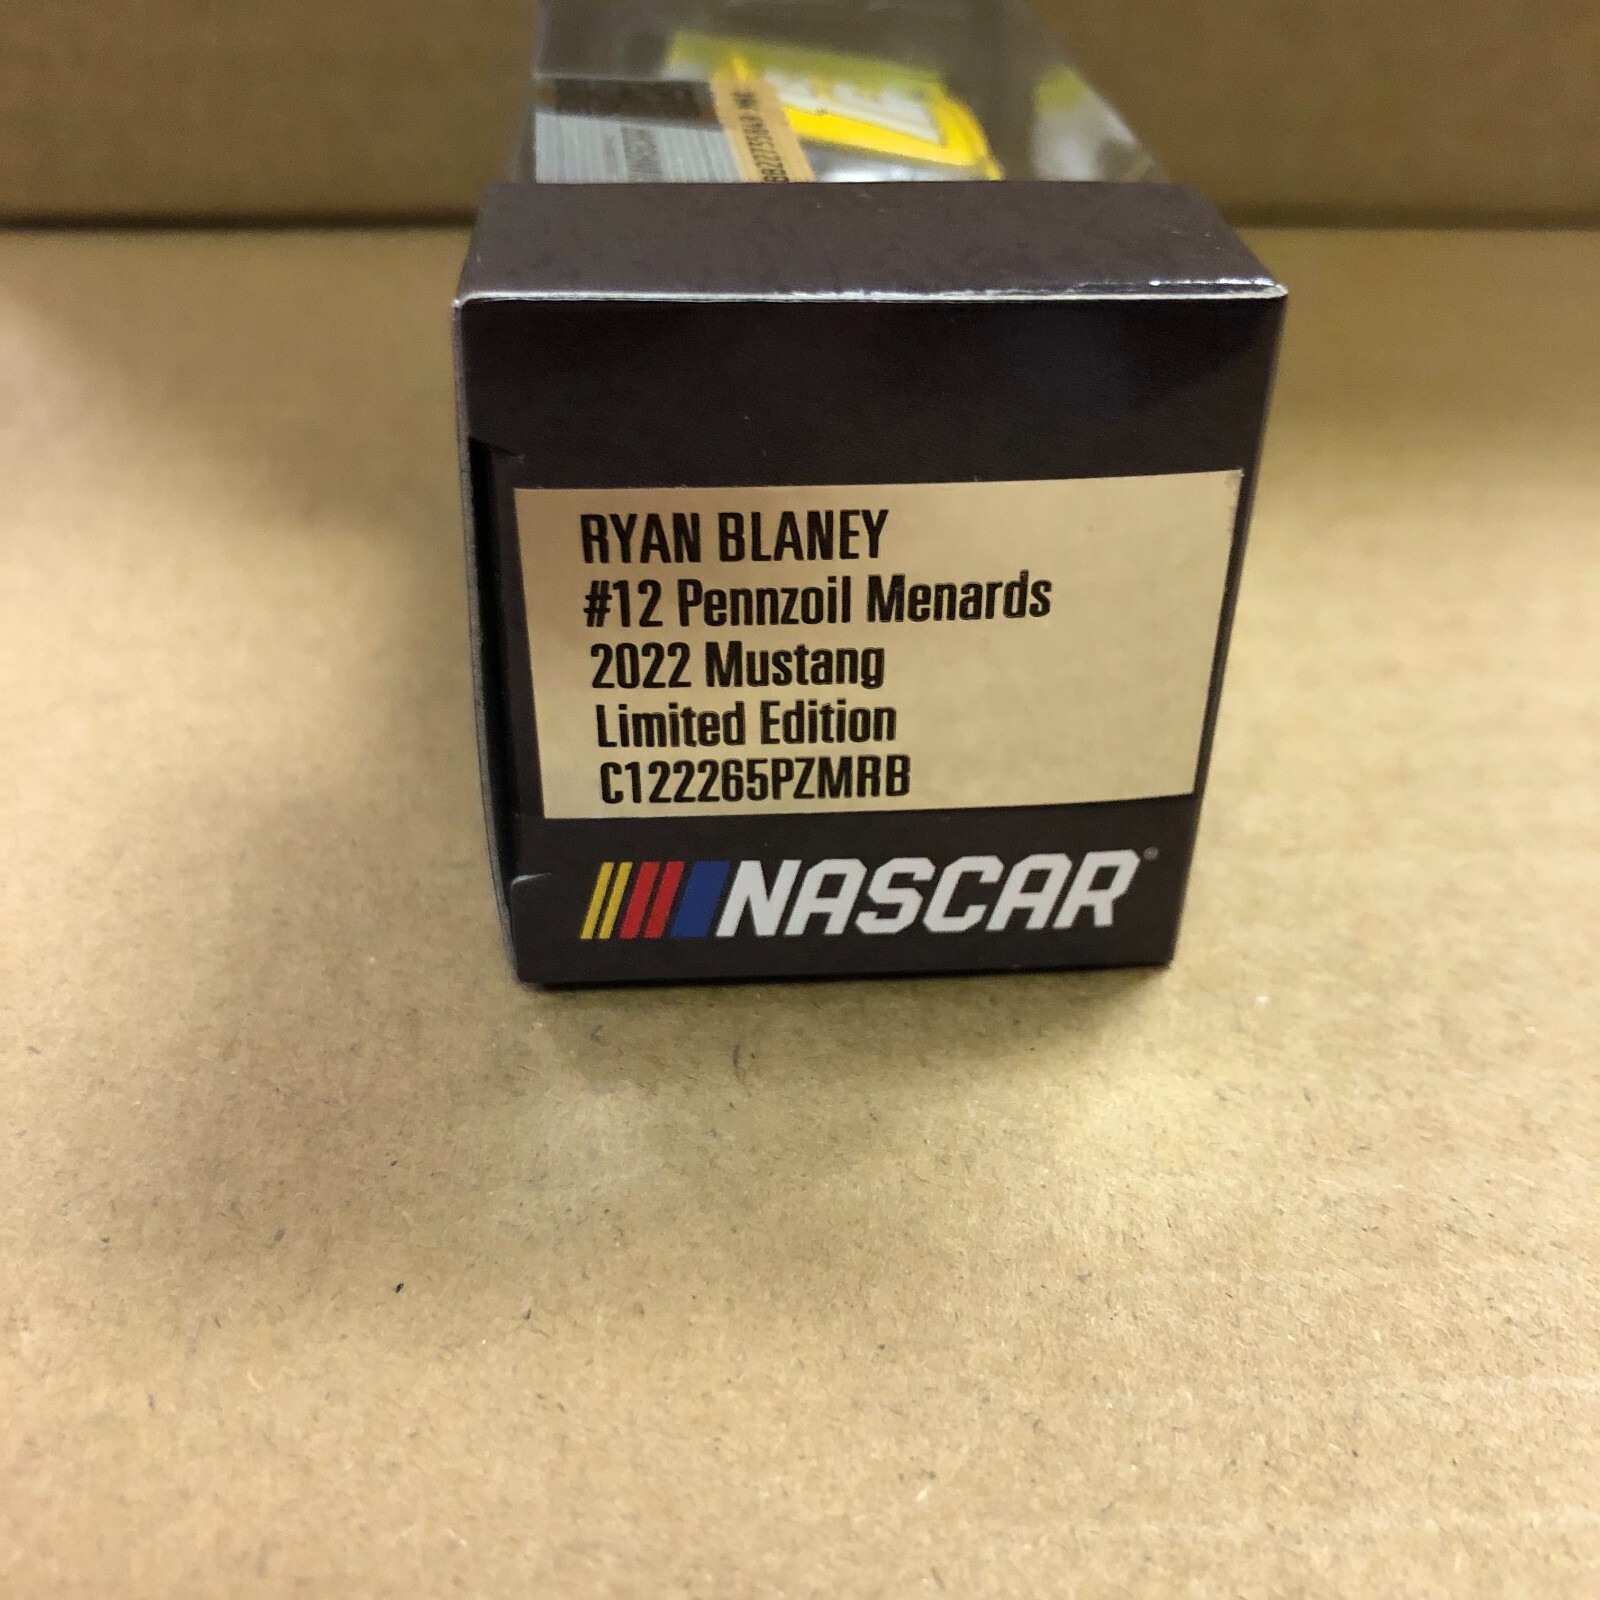 RYAN BLANEY
#12 Pennzoil Menards
2022 Mustang
Limited Edition
C122265PZMRB
NASCAR®